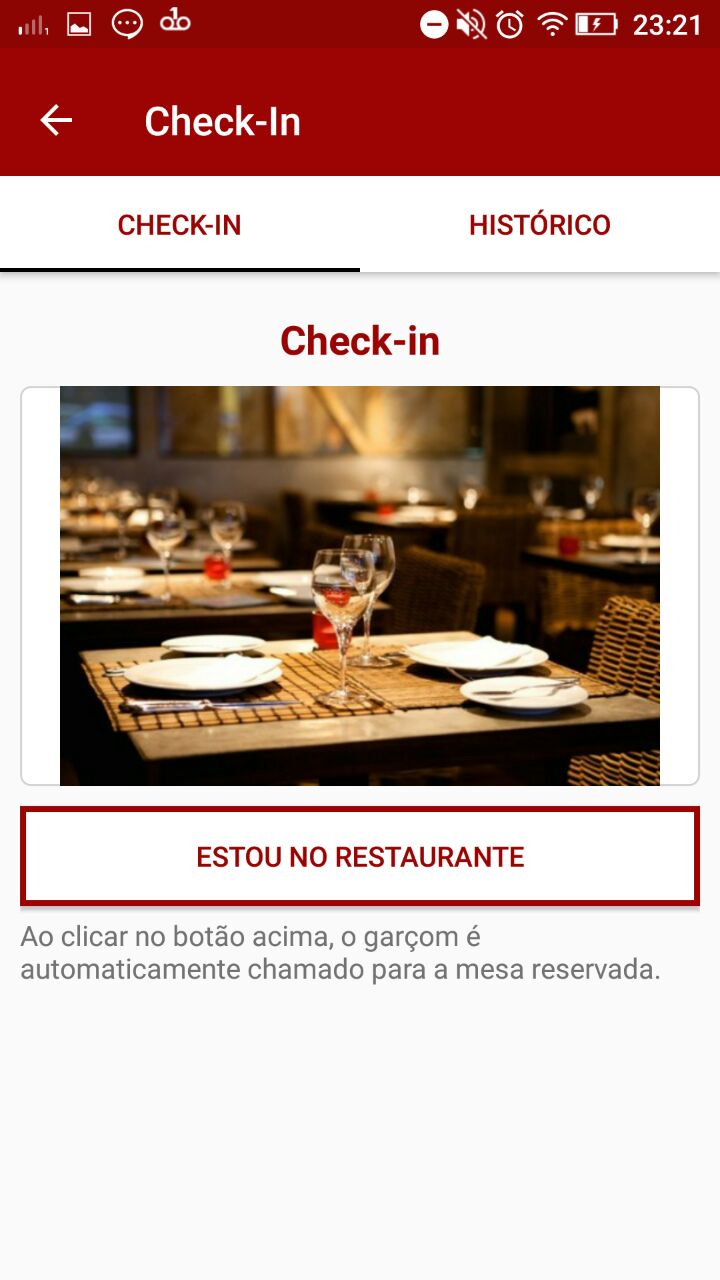 23:21
Check-In
CHECK-IN
HISTÓRICO
Check-in
ESTOU NO RESTAURANTE
Ao clicar no botão acima, o garçom é
automaticamente chamado para a mesa reservada.